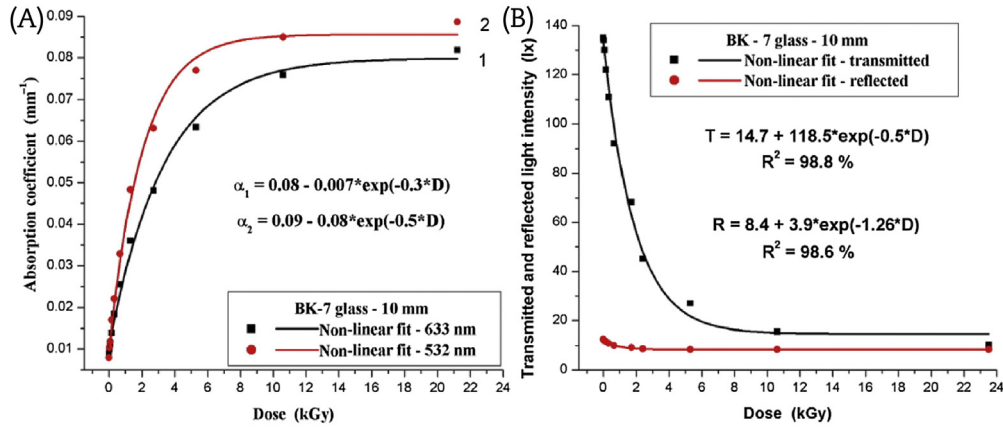 (A)
0.09
0.08
0.07
0.06
0.05
0.04
0.03
0.02
0.01
Absorption coefficient (mm⁻¹)
2
1
α₁ = 0.08 - 0.007*exp(-0.3*D)
α₂ = 0.09 - 0.08*exp(-0.5*D)
BK-7 glass - 10 mm
Non-linear fit - 633 nm
Non-linear fit - 532 nm
0 2 4 6 8 10 12 14 16 18 20 22 24
Dose (kGy)
(B)
140
120
100
80
60
40
20
0
Transmitted and reflected light intensity (lx)
BK - 7 glass - 10 mm
Non-linear fit - transmitted
Non-linear fit - reflected
T = 14.7 + 118.5*exp(-0.5*D)
R² = 98.8 %
R = 8.4 + 3.9*exp(-1.26*D)
R² = 98.6 %
0 2 4 6 8 10 12 14 16 18 20 22 24
Dose (kGy)